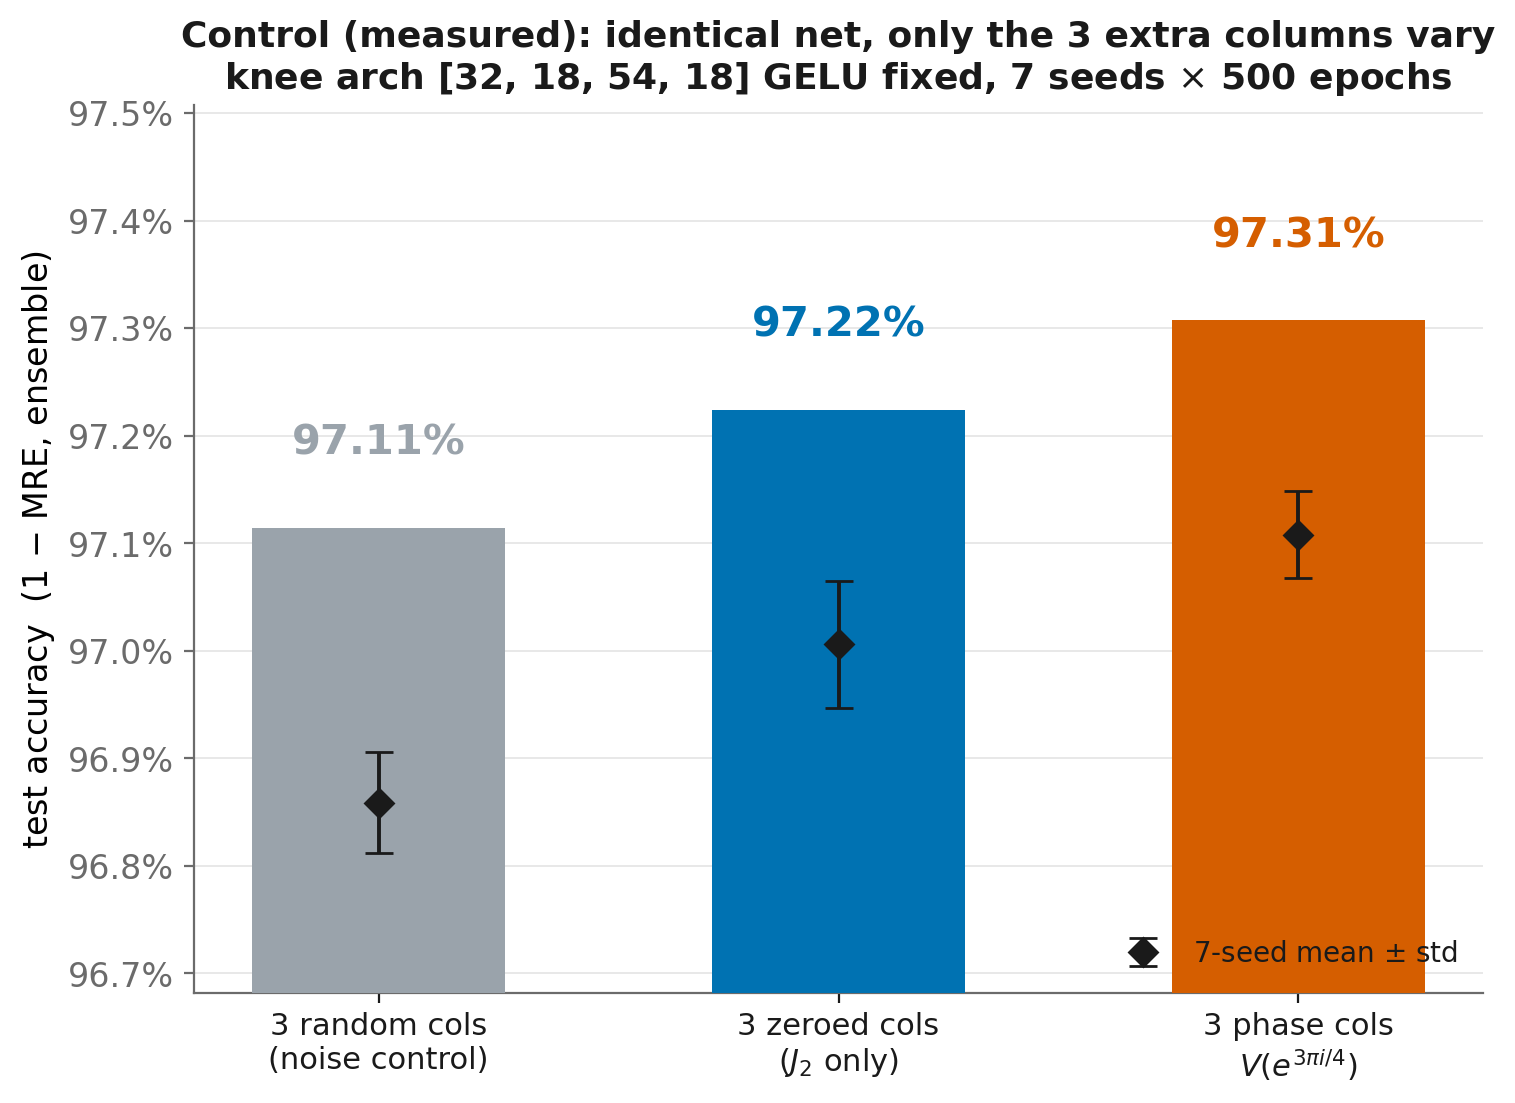 Control (measured): identical net, only the 3 extra columns vary
knee arch [32, 18, 54, 18] GELU fixed, 7 seeds × 500 epochs
test accuracy (1 − MRE, ensemble)
97.5%
97.4%
97.3%
97.2%
97.1%
97.0%
96.9%
96.8%
96.7%
97.11%
97.22%
97.31%
7-seed mean ± std
3 random cols
(noise control)
3 zeroed cols
(J₂ only)
3 phase cols
V(e^{3πi/4})